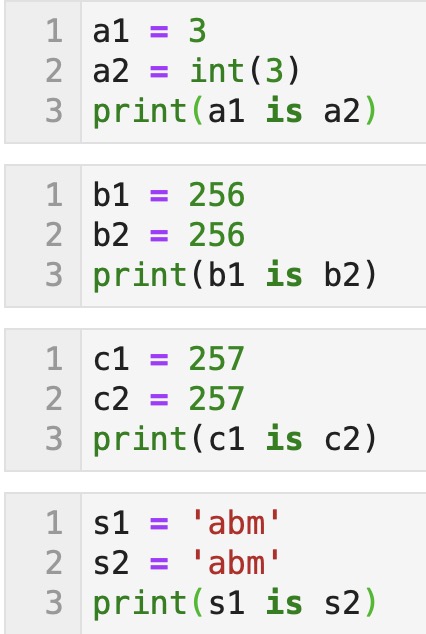 1 a1 = 3
2 a2 = int(3)
3 print(a1 is a2)
1 b1 = 256
2 b2 = 256
3 print(b1 is b2)
1 c1 = 257
2 c2 = 257
3 print(c1 is c2)
1 s1 = 'abm'
2 s2 = 'abm'
3 print(s1 is s2)